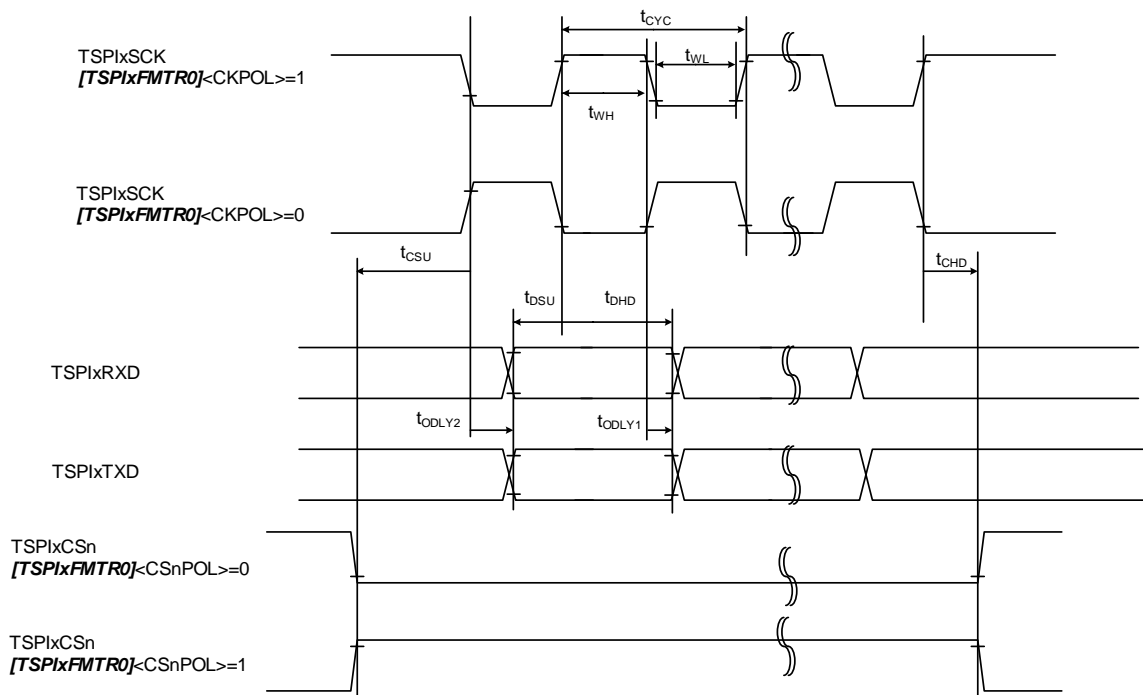 tCYC
TSPIxSCK
[TSPIxFMTR0]<CKPOL>=1
tWL
tWH
TSPIxSCK
[TSPIxFMTR0]<CKPOL>=0
tCSU
tCHD
tDSU
tDHD
TSPIxRXD
tODLY2
tODLY1
TSPIxTXD
TSPIxCSn
[TSPIxFMTR0]<CSnPOL>=0
TSPIxCSn
[TSPIxFMTR0]<CSnPOL>=1